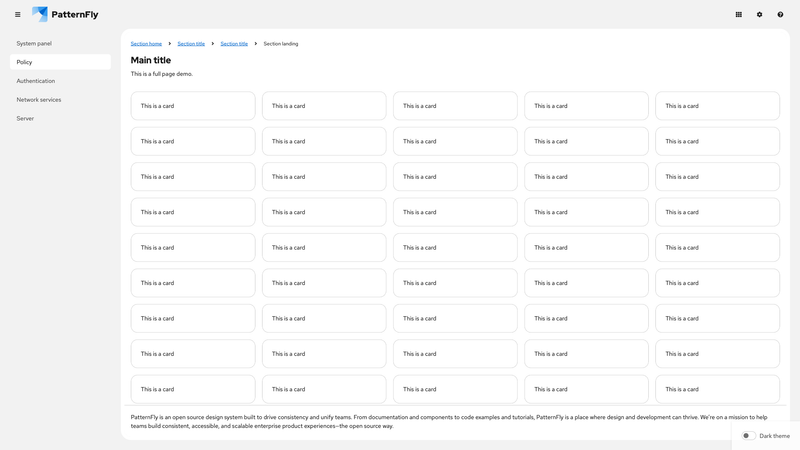 PatternFly
System panel
Policy
Authentication
Network services
Server
Section home > Section title > Section title > Section landing
Main title
This is a full page demo.
This is a card This is a card This is a card This is a card This is a card
This is a card This is a card This is a card This is a card This is a card
This is a card This is a card This is a card This is a card This is a card
This is a card This is a card This is a card This is a card This is a card
This is a card This is a card This is a card This is a card This is a card
This is a card This is a card This is a card This is a card This is a card
This is a card This is a card This is a card This is a card This is a card
This is a card This is a card This is a card This is a card This is a card
This is a card This is a card This is a card This is a card This is a card
PatternFly is an open source design system built to drive consistency and unify teams. From documentation and components to code examples and tutorials, PatternFly is a place where design and development can thrive. We're on a mission to help
teams build consistent, accessible, and scalable enterprise product experiences—the open source way.
Dark theme